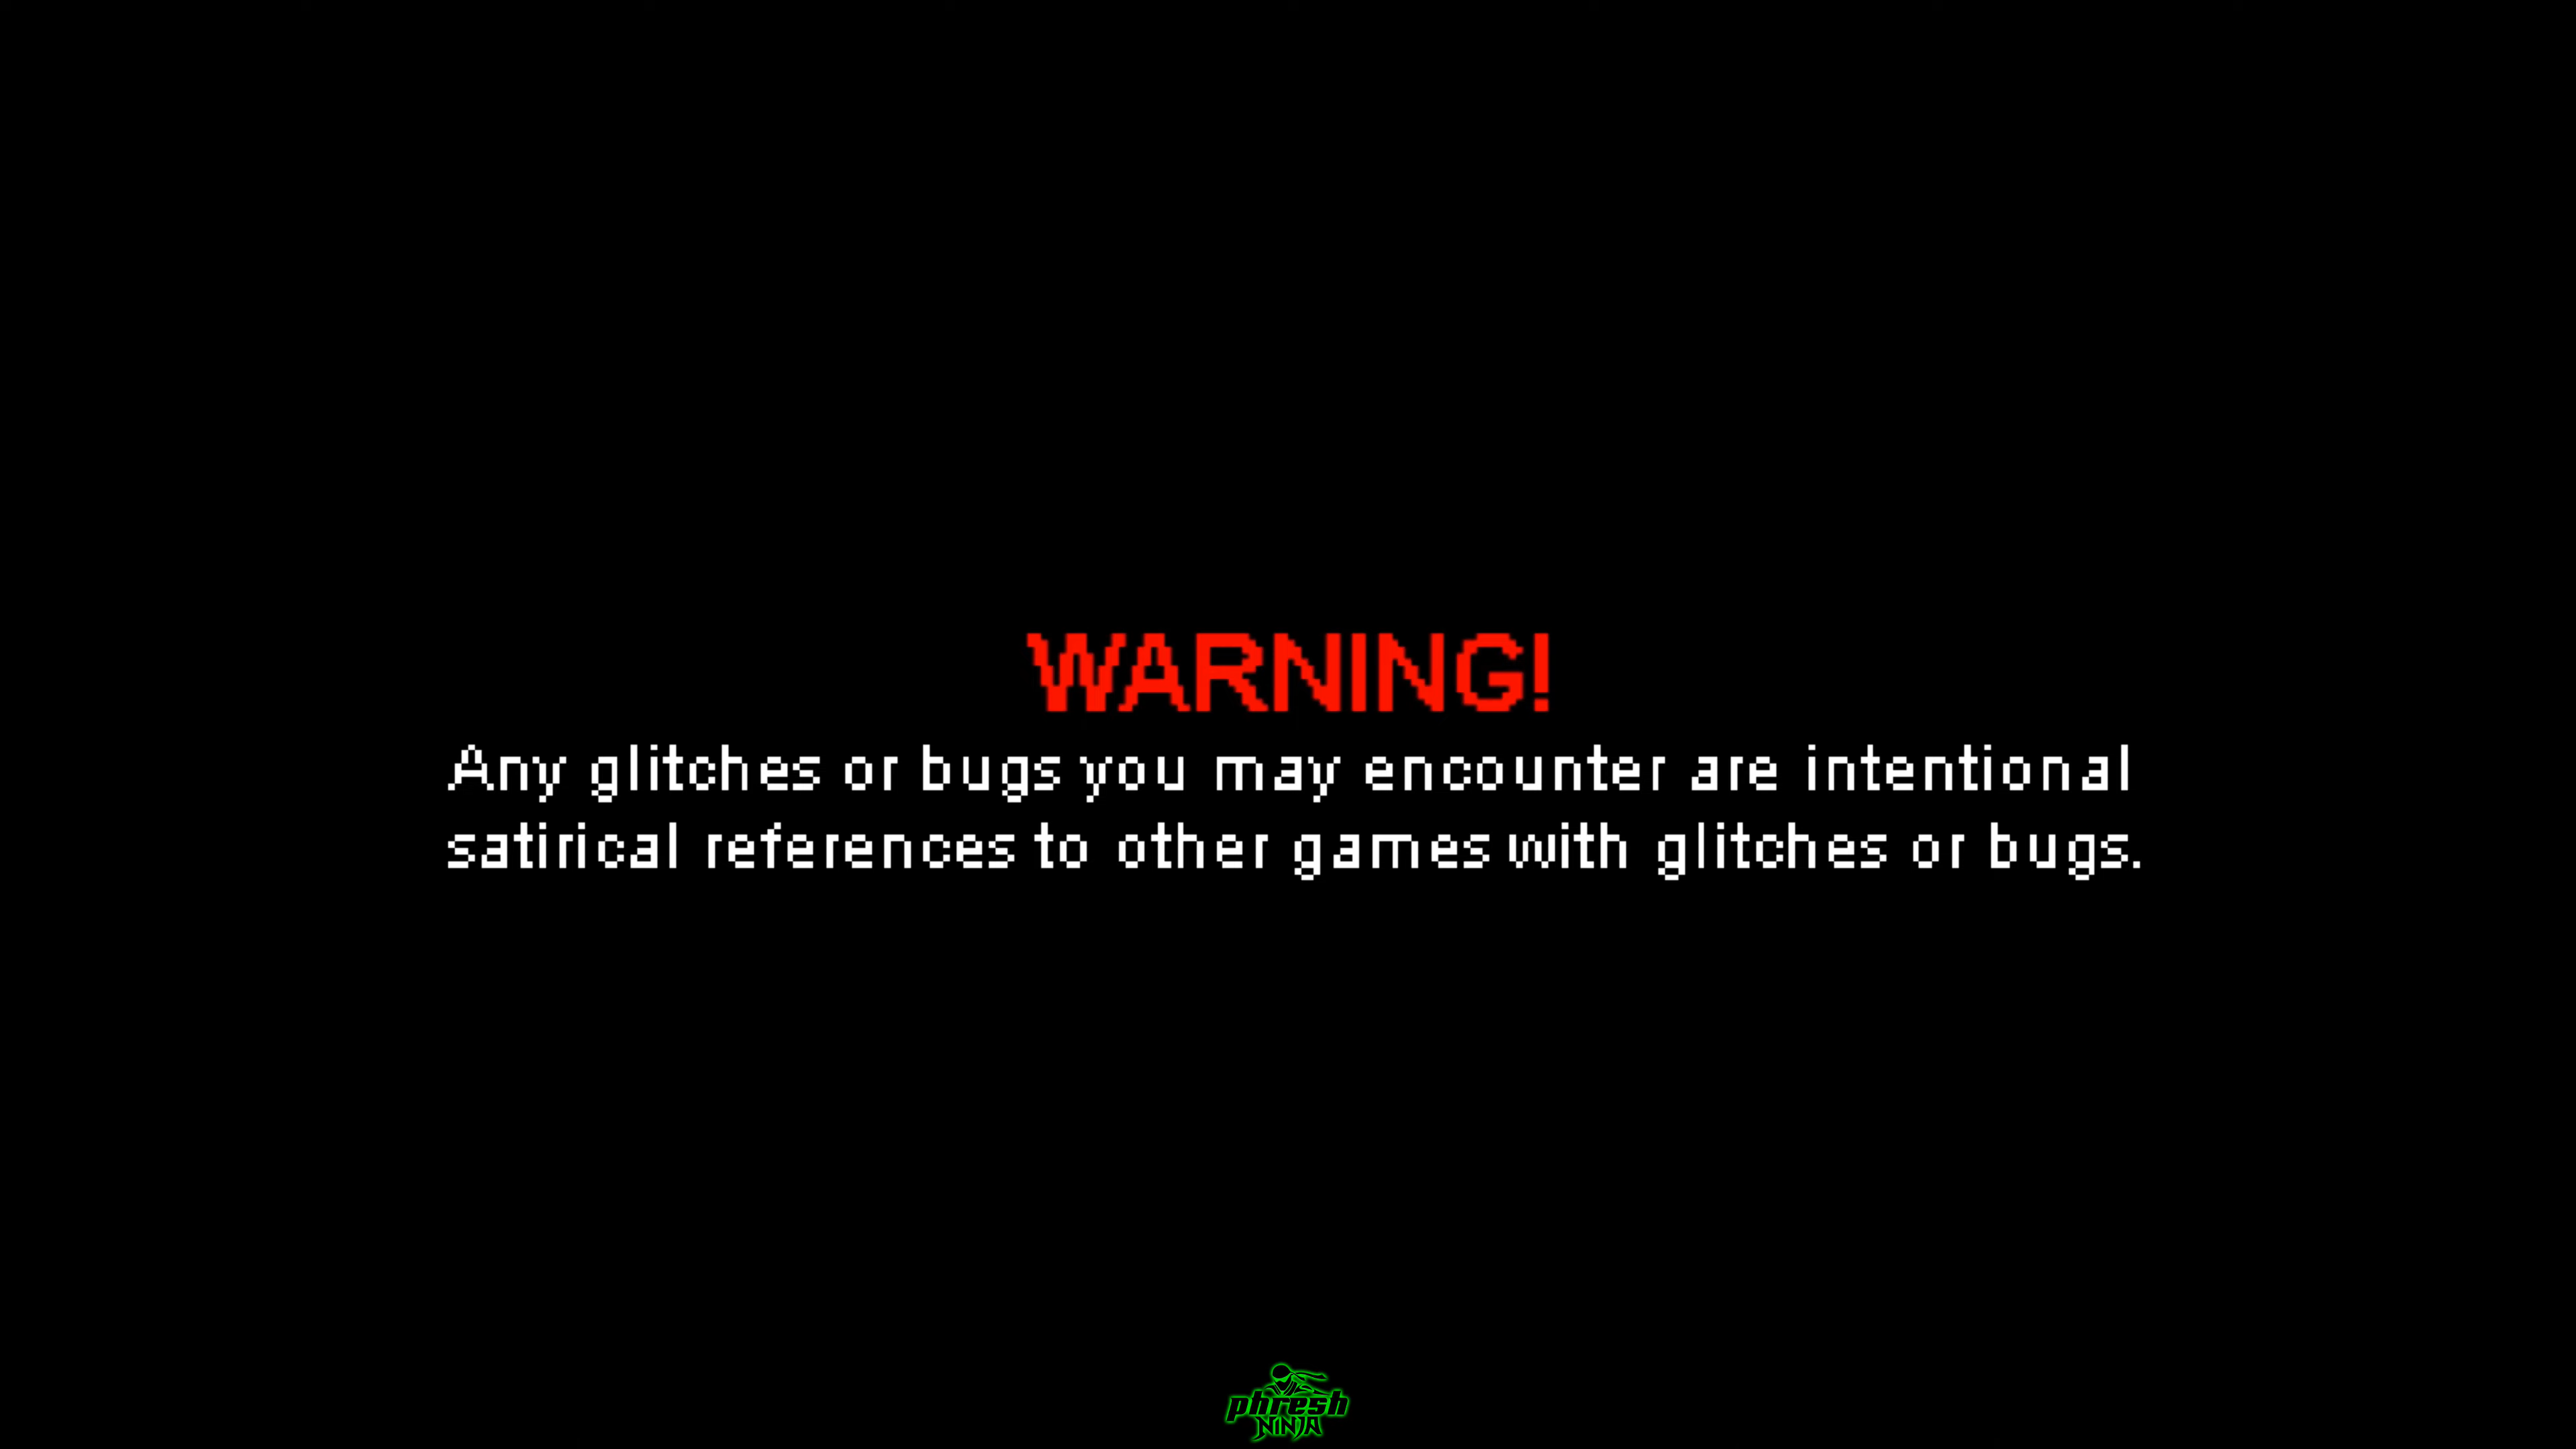 WARNING!
Any glitches or bugs you may encounter are intentional
satirical references to other games with glitches or bugs.
phresh
NINJA